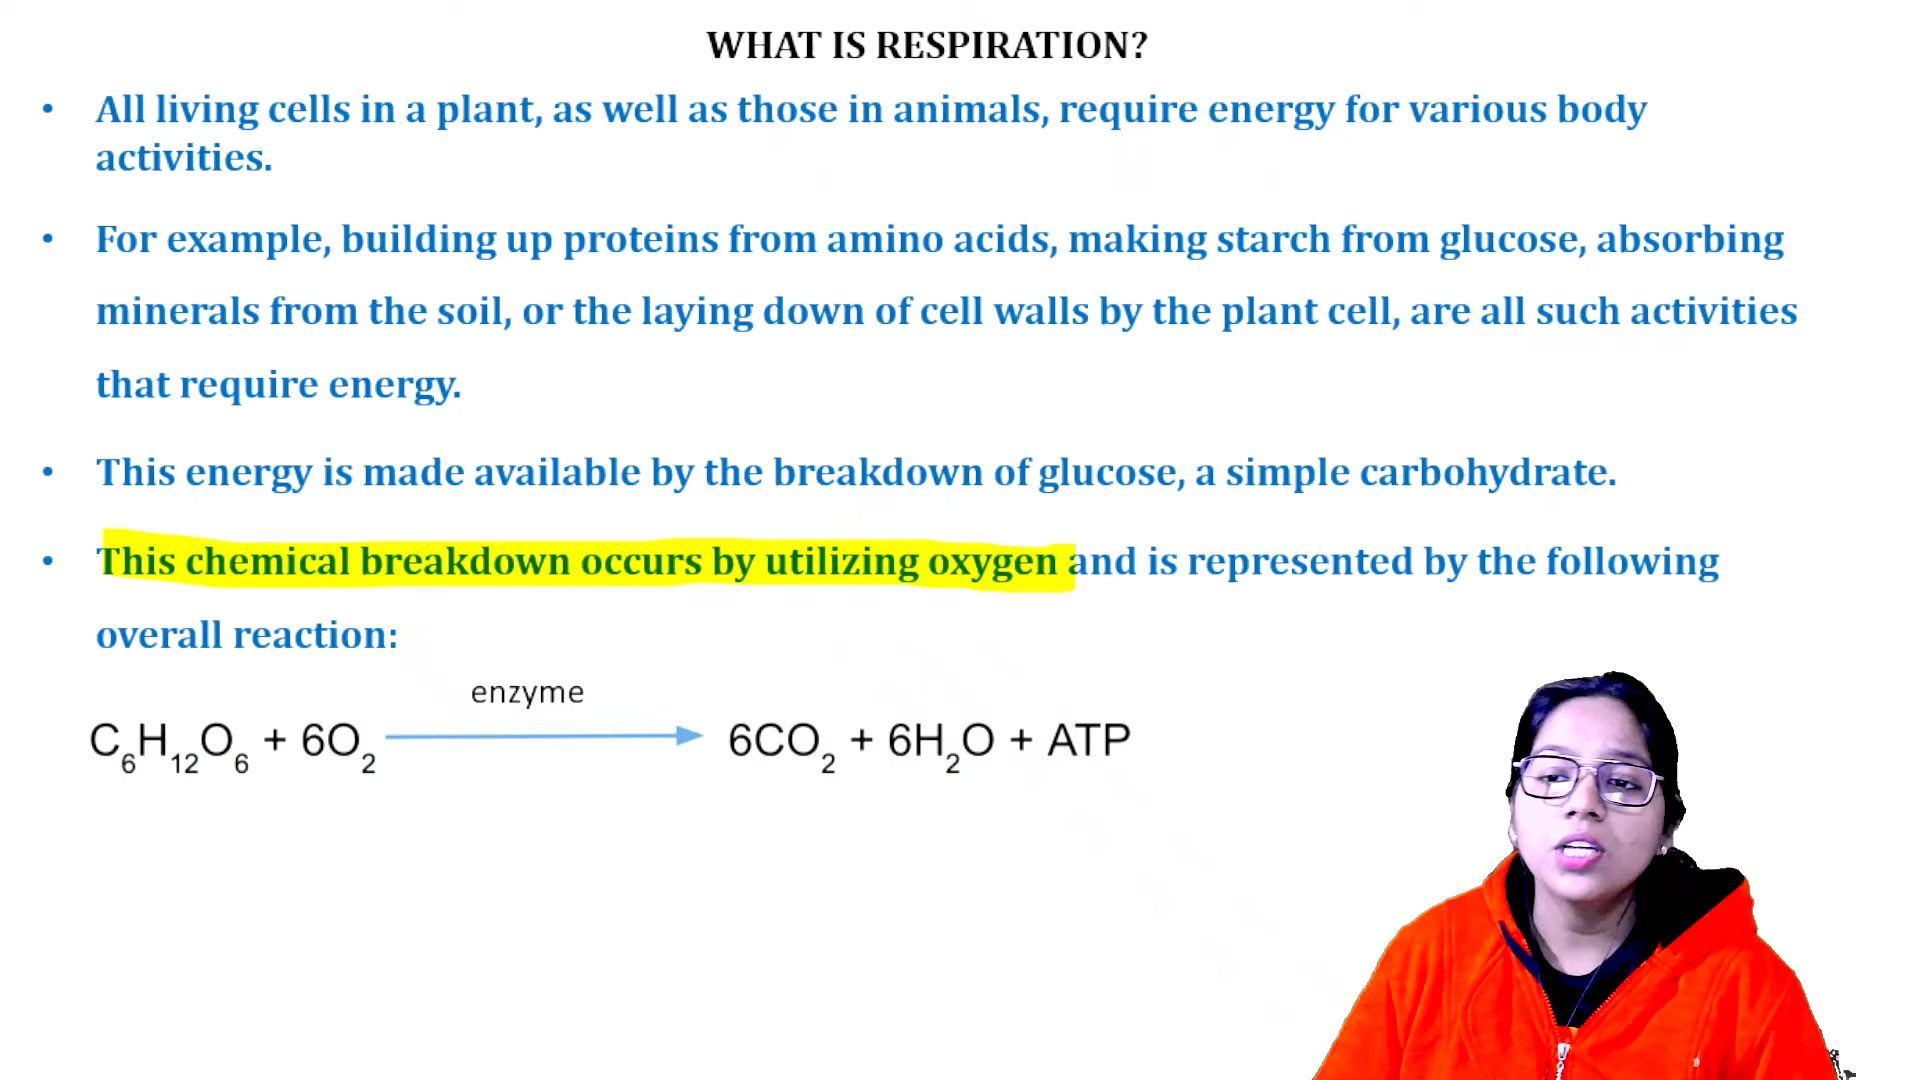 WHAT IS RESPIRATION?
• All living cells in a plant, as well as those in animals, require energy for various body
activities.
• For example, building up proteins from amino acids, making starch from glucose, absorbing
minerals from the soil, or the laying down of cell walls by the plant cell, are all such activities
that require energy.
• This energy is made available by the breakdown of glucose, a simple carbohydrate.
• This chemical breakdown occurs by utilizing oxygen and is represented by the following
overall reaction:
enzyme
C₆H₁₂O₆ + 6O₂ → 6CO₂ + 6H₂O + ATP